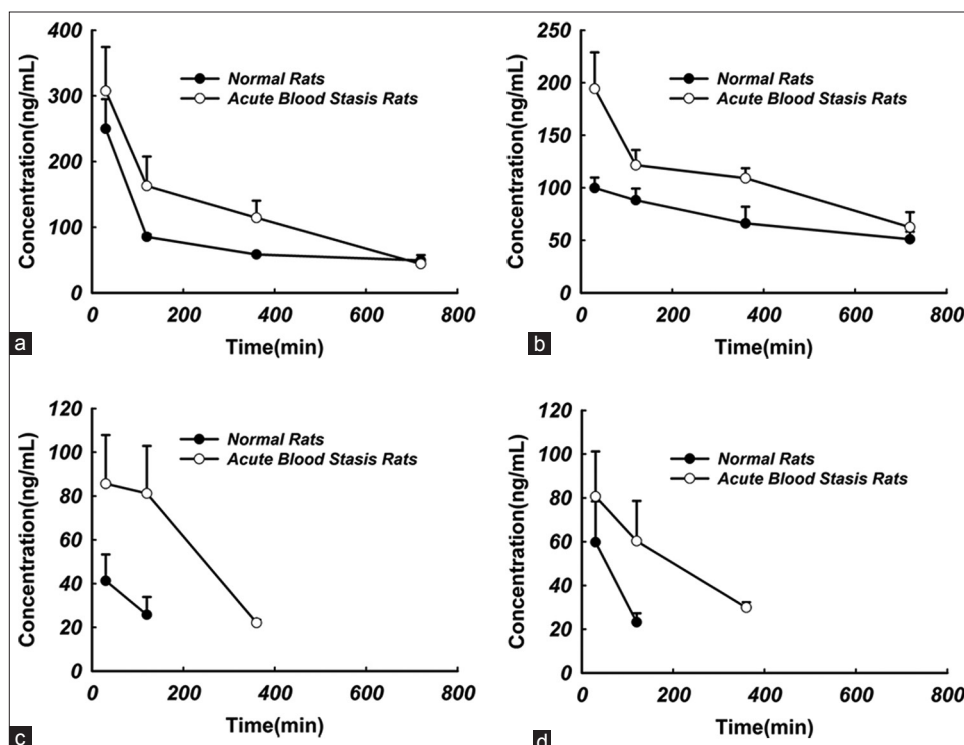 400
300
200
100
0
Concentration(ng/mL)
Normal Rats
Acute Blood Stasis Rats
0 200 400 600 800
Time(min)
a
250
200
150
100
50
0
Concentration(ng/mL)
Normal Rats
Acute Blood Stasis Rats
0 200 400 600 800
Time(min)
b
120
100
80
60
40
20
0
Concentration(ng/mL)
Normal Rats
Acute Blood Stasis Rats
0 200 400 600 800
Time(min)
c
120
100
80
60
40
20
0
Concentration(ng/mL)
Normal Rats
Acute Blood Stasis Rats
0 200 400 600 800
Time(min)
d